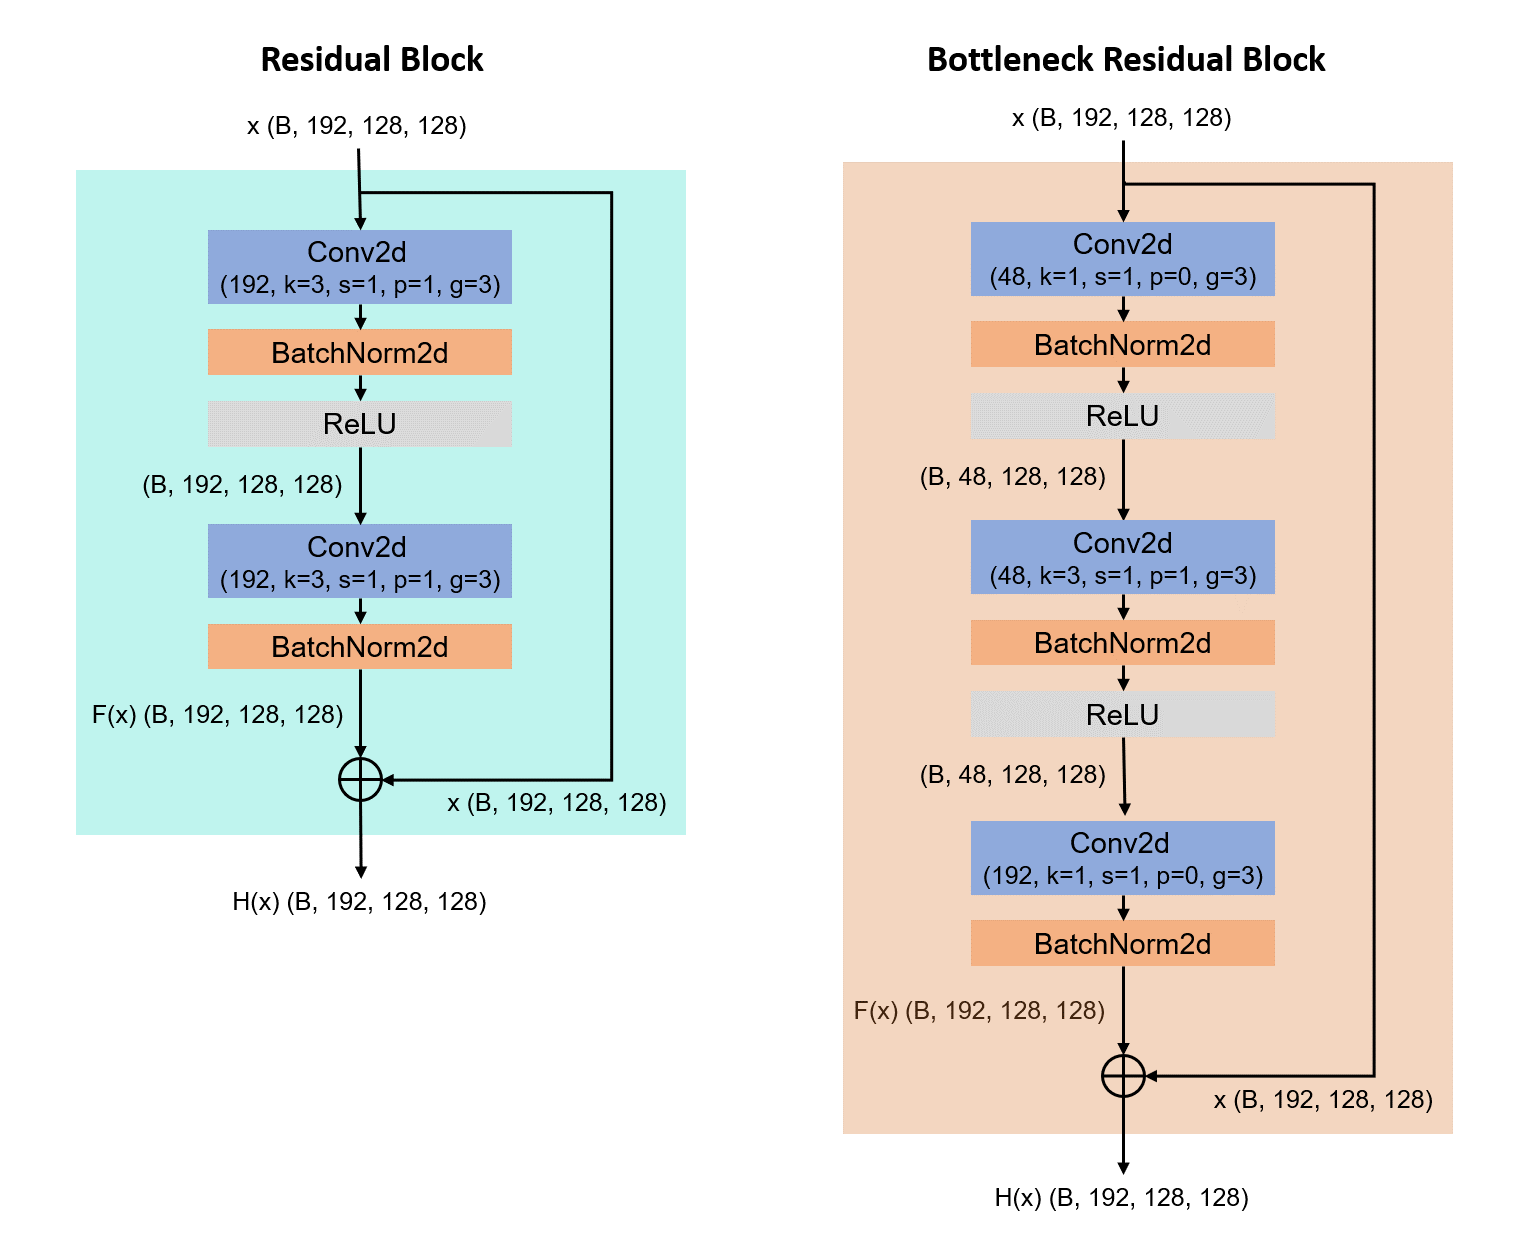 Residual Block
x (B, 192, 128, 128)
Conv2d
(192, k=3, s=1, p=1, g=3)
BatchNorm2d
ReLU
(B, 192, 128, 128)
Conv2d
(192, k=3, s=1, p=1, g=3)
BatchNorm2d
F(x) (B, 192, 128, 128)
x (B, 192, 128, 128)
H(x) (B, 192, 128, 128)
Bottleneck Residual Block
x (B, 192, 128, 128)
Conv2d
(48, k=1, s=1, p=0, g=3)
BatchNorm2d
ReLU
(B, 48, 128, 128)
Conv2d
(48, k=3, s=1, p=1, g=3)
BatchNorm2d
ReLU
(B, 48, 128, 128)
Conv2d
(192, k=1, s=1, p=0, g=3)
BatchNorm2d
F(x) (B, 192, 128, 128)
x (B, 192, 128, 128)
H(x) (B, 192, 128, 128)